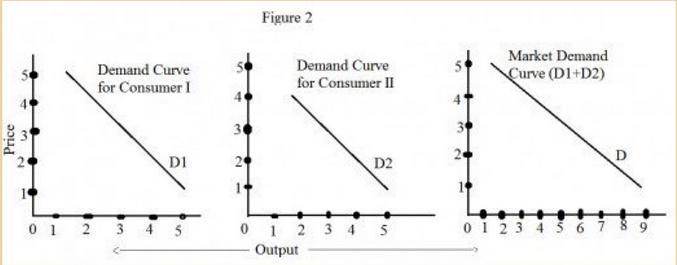 Figure 2
Demand Curve
for Consumer I
5
4
3
2
1
Price
D1
0 1 2 3 4 5
Demand Curve
for Consumer II
5
4
3
2
1
D2
0 1 2 3 4 5
Market Demand
Curve (D1+D2)
5
4
3
2
1
D
0 1 2 3 4 5 6 7 8 9
Output